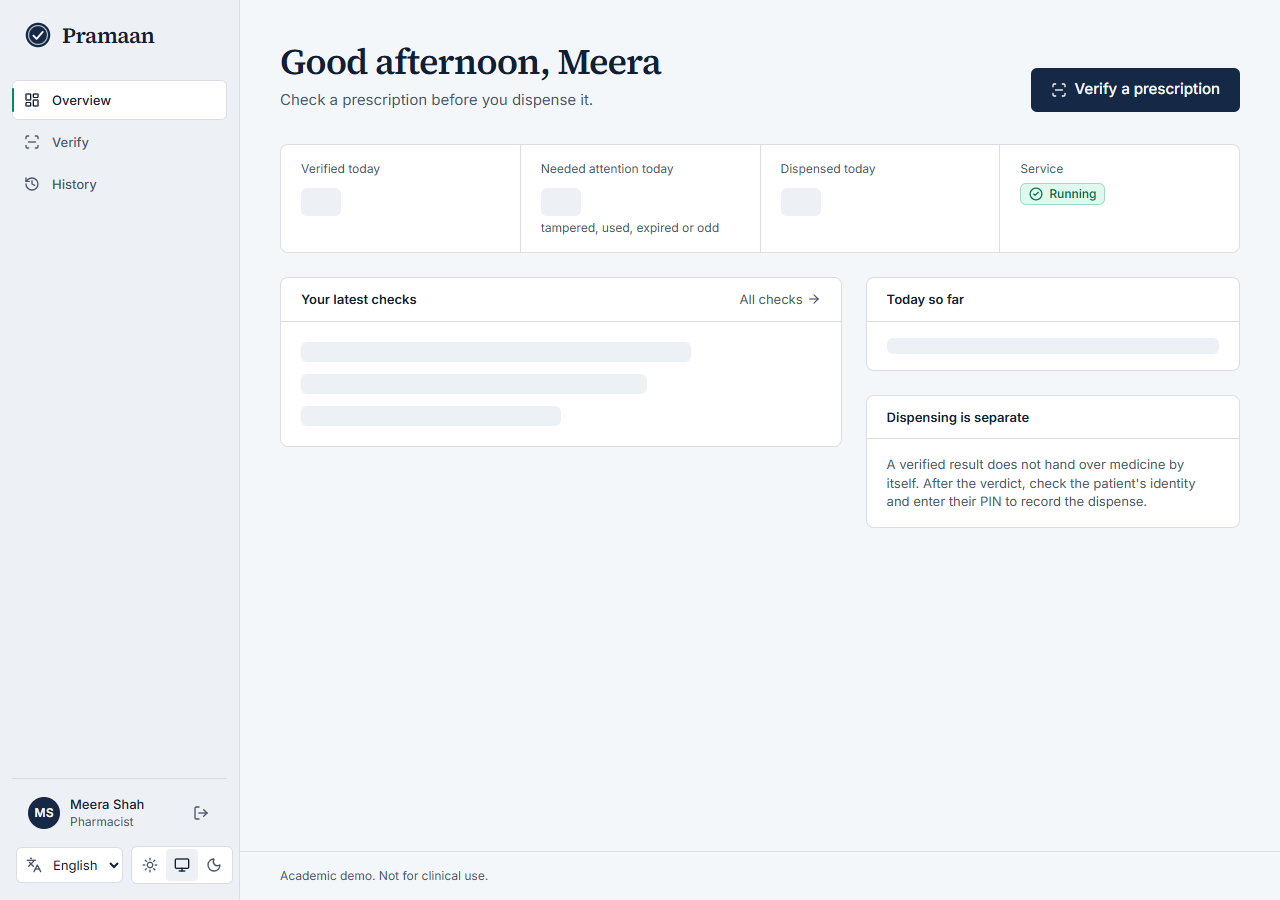 Pramaan
Overview
Verify
History
Good afternoon, Meera
Check a prescription before you dispense it.
Verify a prescription
Verified today
Needed attention today
tampered, used, expired or odd
Dispensed today
Service
Running
Your latest checks
All checks
Today so far
Dispensing is separate
A verified result does not hand over medicine by
itself. After the verdict, check the patient's identity
and enter their PIN to record the dispense.
MS
Meera Shah
Pharmacist
English
Academic demo. Not for clinical use.